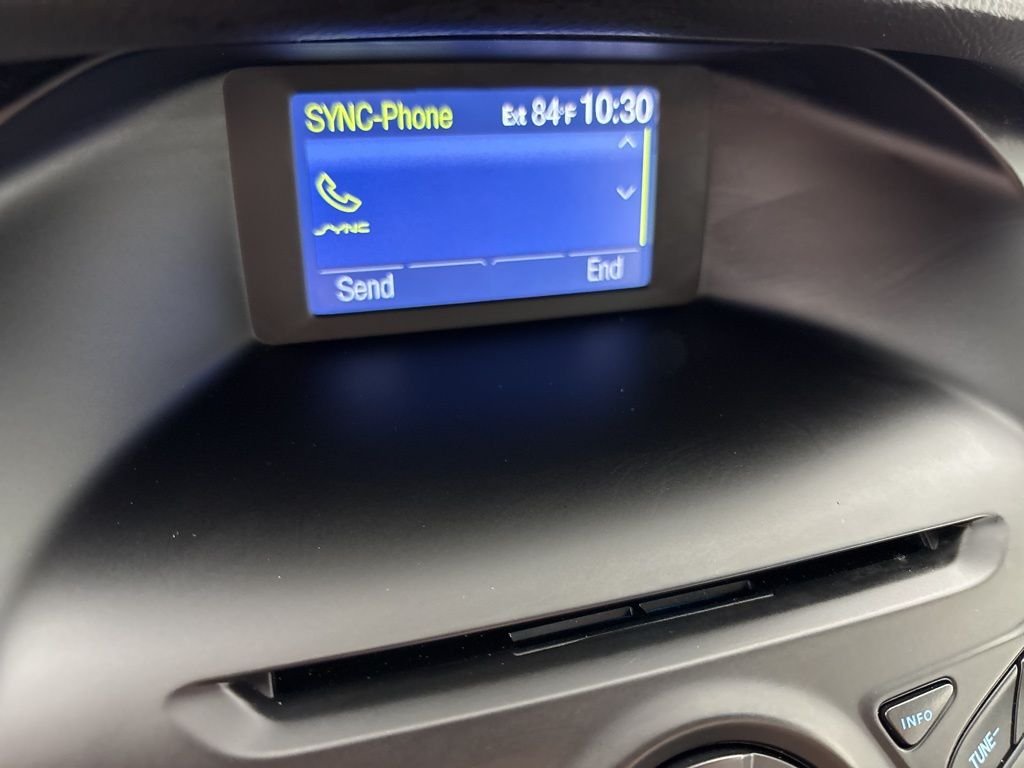 SYNC-Phone Ext 84°F 10:30
SYNC
Send End
INFO
TUNE-